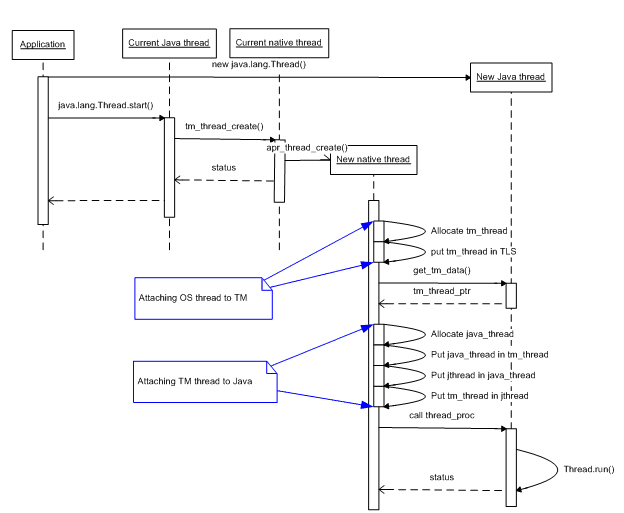 Application
Current Java thread
Current native thread
new java.lang.Thread()
New Java thread
java.lang.Thread.start()
tm_thread_create()
apr_thread_create()
New native thread
status
Allocate tm_thread
put tm_thread in TLS
get_tm_data()
tm_thread_ptr
Attaching OS thread to TM
Allocate java_thread
Put java_thread in tm_thread
Put jthread in java_thread
Put tm_thread in jthread
Attaching TM thread to Java
call thread_proc
Thread.run()
status